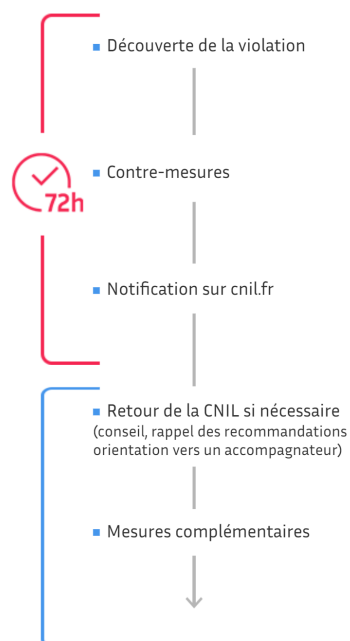 Découverte de la violation
Contre-mesures
72h
Notification sur cnil.fr
Retour de la CNIL si nécessaire
(conseil, rappel des recommandations
orientation vers un accompagnateur)
Mesures complémentaires